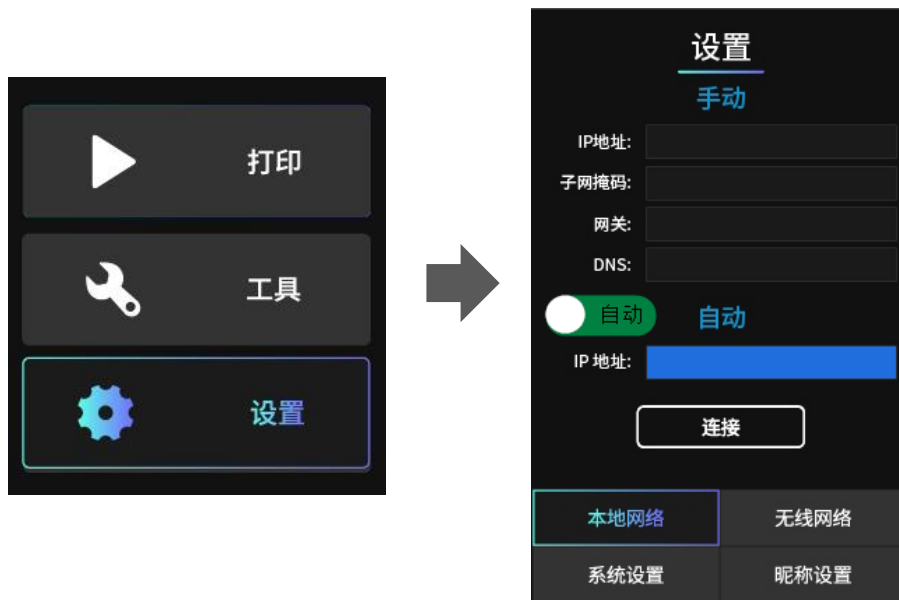 打印
工具
设置
设置
手动
IP地址:
子网掩码:
网关:
DNS:
自动 自动
IP 地址:
连接
本地网络 无线网络
系统设置 昵称设置